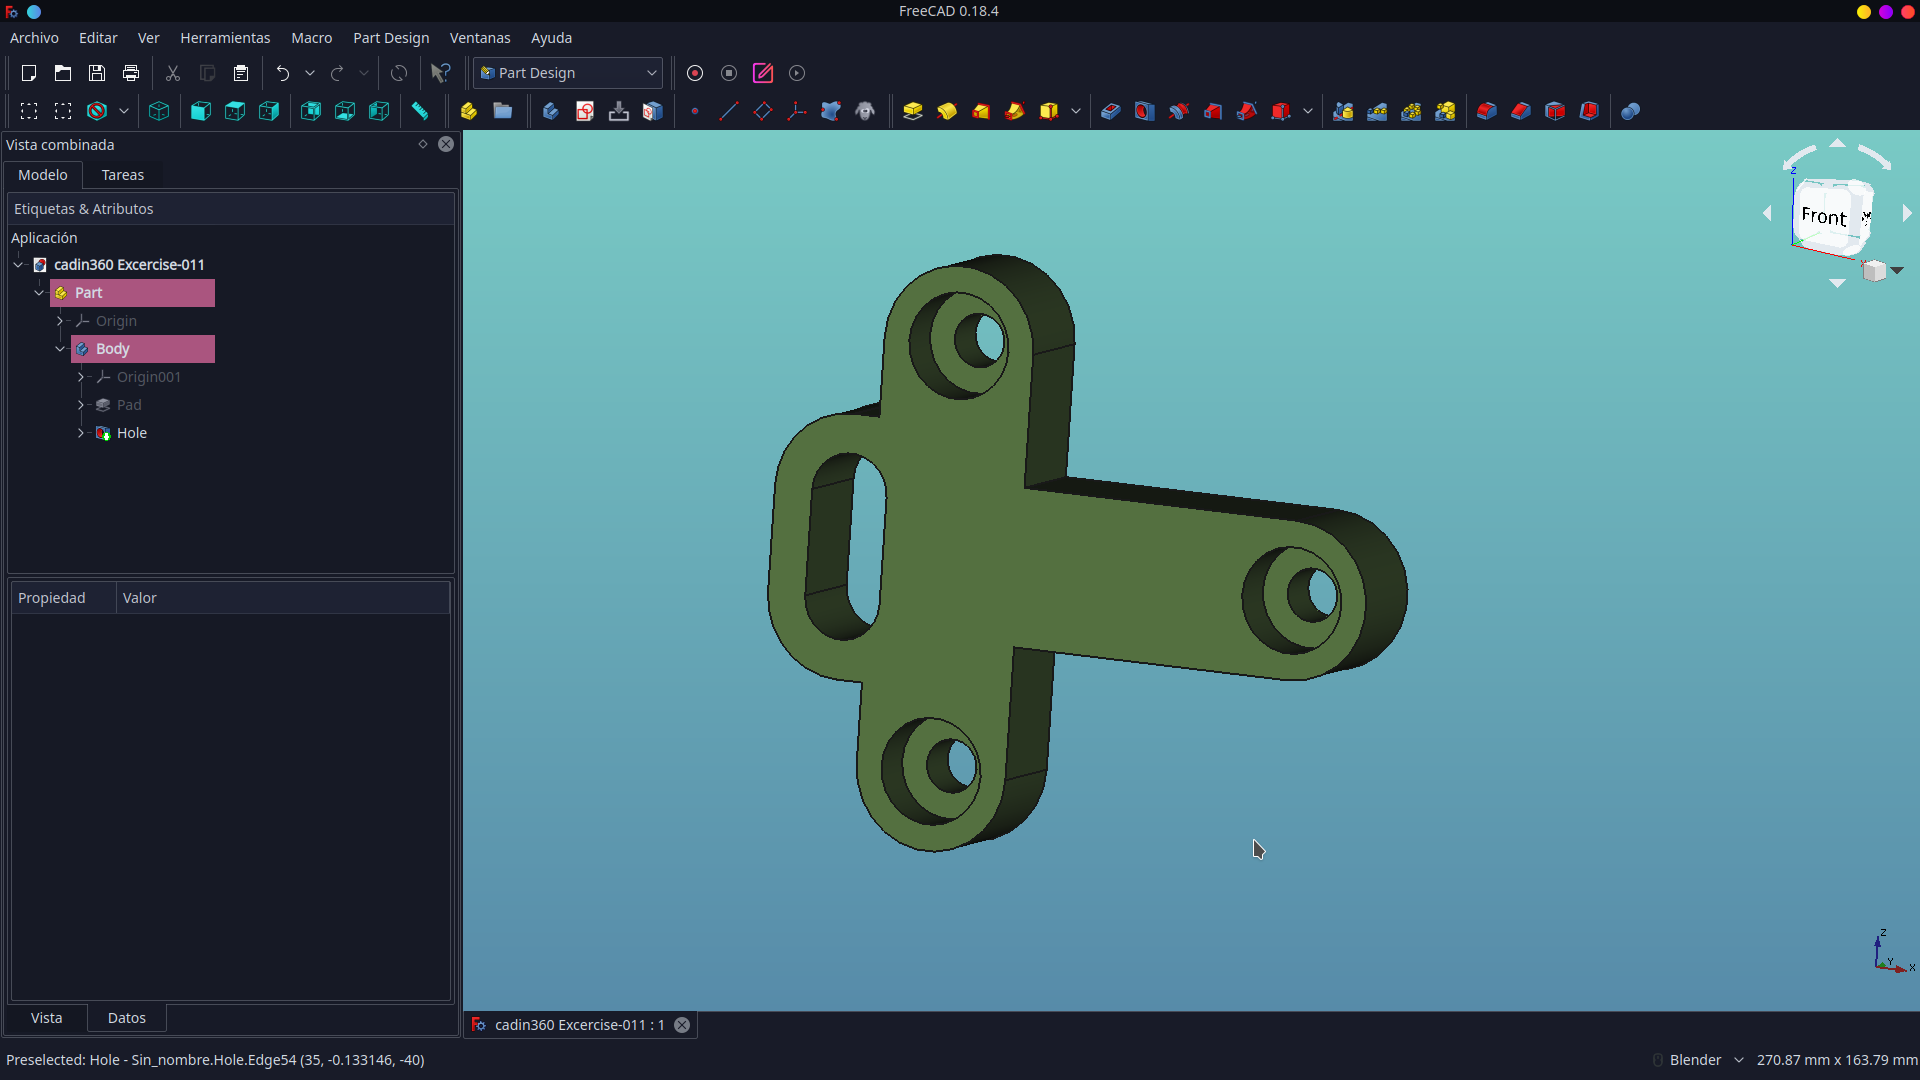 FreeCAD 0.18.4
Archivo Editar Ver Herramientas Macro Part Design Ventanas Ayuda
Part Design
Vista combinada
Modelo Tareas
Etiquetas & Atributos
Aplicación
cadin360 Excercise-011
Part
Origin
Body
Origin001
Pad
Hole
Propiedad Valor
Vista Datos
Z
Front
X
Z
Y
X
cadin360 Excercise-011 : 1
Preselected: Hole - Sin_nombre.Hole.Edge54 (35, -0.133146, -40)
Blender
270.87 mm x 163.79 mm